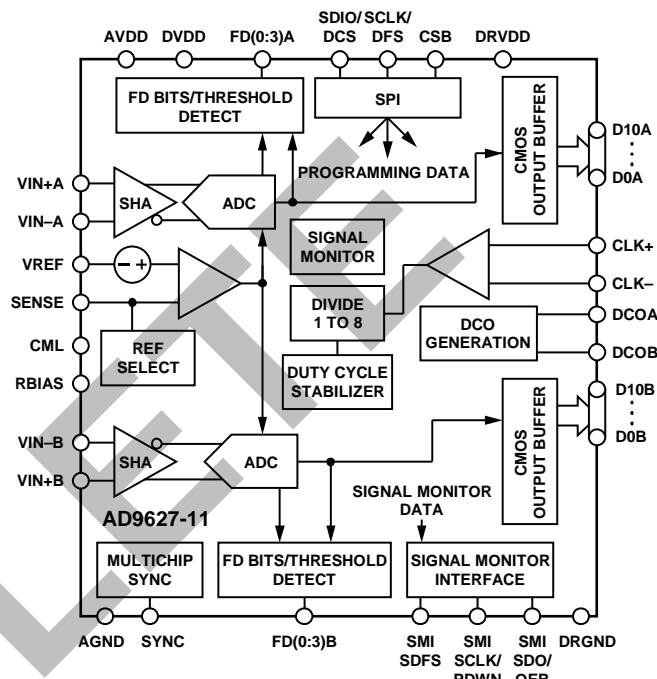 SDIO/ SCLK/
AVDD DVDD FD(0:3)A DCS DFS CSB DRVDD
FD BITS/THRESHOLD
DETECT
SPI
CMOS
OUTPUT BUFFER
D10A
D0A
PROGRAMMING DATA
VIN+A
SHA
ADC
VIN–A
SIGNAL
MONITOR
CLK+
VREF
– +
CLK–
SENSE
DIVIDE
1 TO 8
DCOA
DCO
GENERATION
CML
REF
SELECT
DCOB
DUTY CYCLE
STABILIZER
RBIAS
D10B
CMOS
OUTPUT BUFFER
D0B
VIN–B
SHA
ADC
VIN+B
SIGNAL MONITOR
DATA
AD9627-11
MULTICHIP
SYNC
FD BITS/THRESHOLD
DETECT
SIGNAL MONITOR
INTERFACE
AGND SYNC FD(0:3)B SMI SMI SMI DRGND
SDFS SCLK/ SDO/
PDWN OEB
LETE